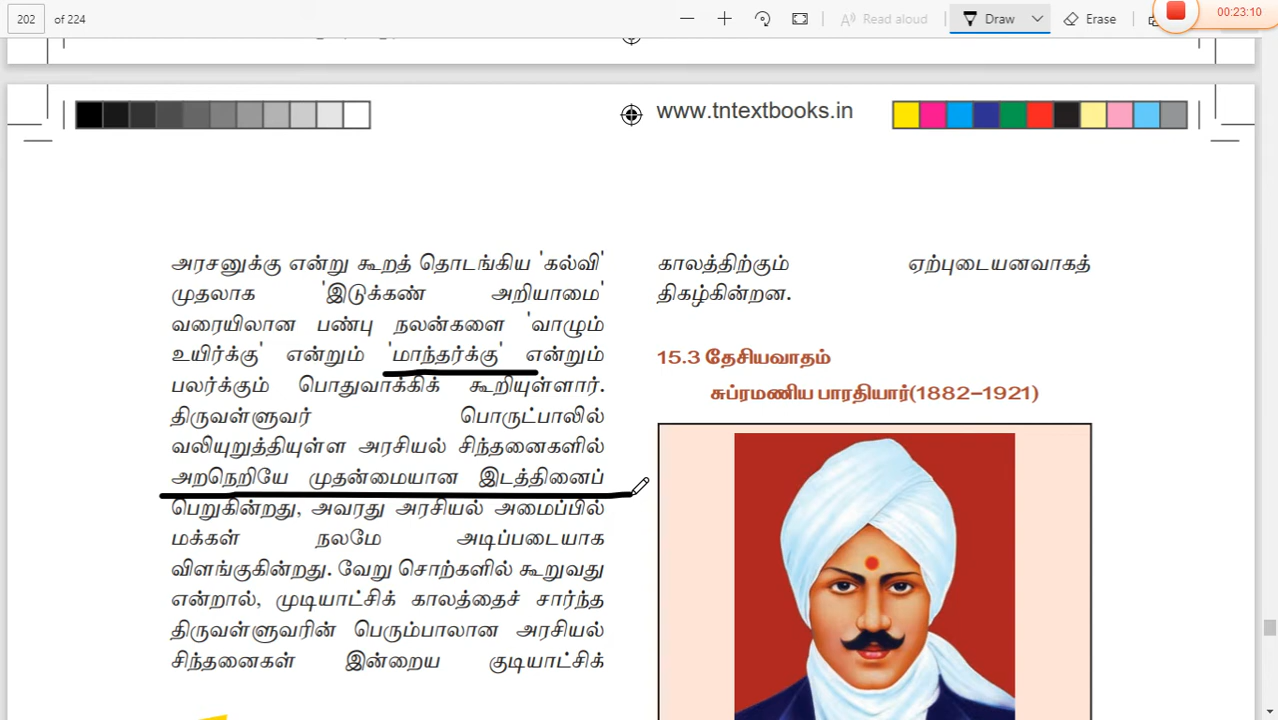 202 of 224
Read aloud
Draw
Erase
00:23:10
www.tntextbooks.in
அரசனுக்கு என்று கூறத் தொடங்கிய 'கல்வி'
முதலாக 'இடுக்கண் அறியாமை'
வரையிலான பண்பு நலன்களை 'வாழும்
உயிர்க்கு' என்றும் 'மாந்தர்க்கு' என்றும்
பலர்க்கும் பொதுவாக்கிக் கூறியுள்ளார்.
திருவள்ளுவர் பொருட்பாலில்
வலியுறுத்தியுள்ள அரசியல் சிந்தனைகளில்
அறநெறியே முதன்மையான இடத்தினைப்
பெறுகின்றது, அவரது அரசியல் அமைப்பில்
மக்கள் நலமே அடிப்படையாக
விளங்குகின்றது. வேறு சொற்களில் கூறுவது
என்றால், முடியாட்சிக் காலத்தைச் சார்ந்த
திருவள்ளுவரின் பெரும்பாலான அரசியல்
சிந்தனைகள் இன்றைய குடியாட்சிக்
காலத்திற்கும் ஏற்புடையனவாகத்
திகழ்கின்றன.
15.3 தேசியவாதம்
சுப்ரமணிய பாரதியார்(1882–1921)